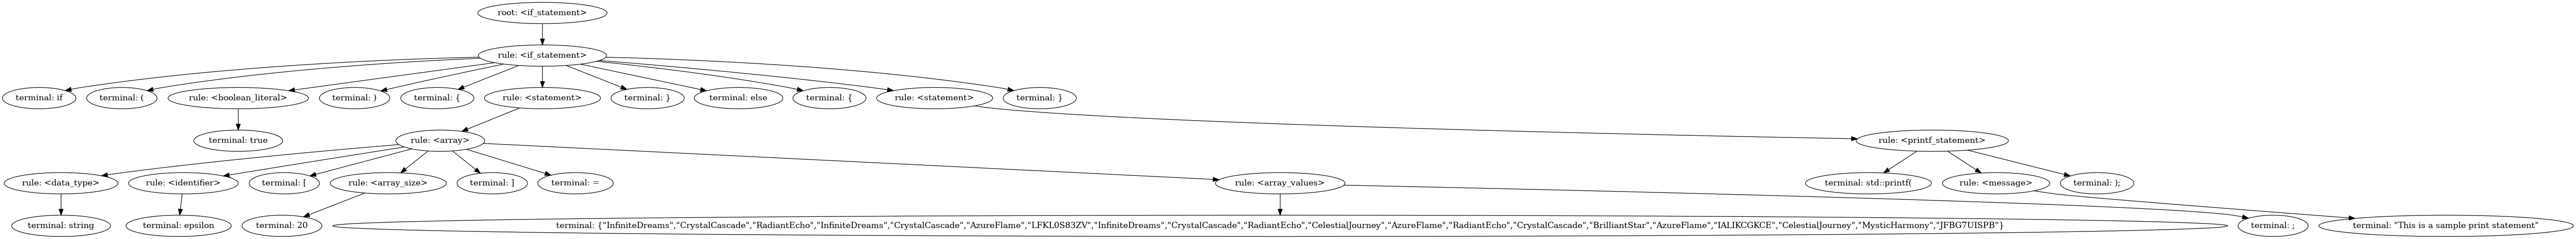 root: <if_statement>
rule: <if_statement>
terminal: if
terminal: (
rule: <boolean_literal>
terminal: )
terminal: {
rule: <statement>
terminal: }
terminal: else
terminal: {
rule: <statement>
terminal: }
terminal: true
rule: <array>
rule: <printf_statement>
rule: <data_type>
rule: <identifier>
terminal: [
rule: <array_size>
terminal: ]
terminal: =
rule: <array_values>
terminal: std::printf(
rule: <message>
terminal: );
terminal: string
terminal: epsilon
terminal: 20
terminal: {"InfiniteDreams","CrystalCascade","RadiantEcho","InfiniteDreams","CrystalCascade","AzureFlame","LFKL0S83ZV","InfiniteDreams","CrystalCascade","RadiantEcho","CelestialJourney","AzureFlame","RadiantEcho","CrystalCascade","BrilliantStar","AzureFlame","IALIKCGKCE","CelestialJourney","MysticHarmony","JFBG7UISPB"}
terminal: ;
terminal: "This is a sample print statement"